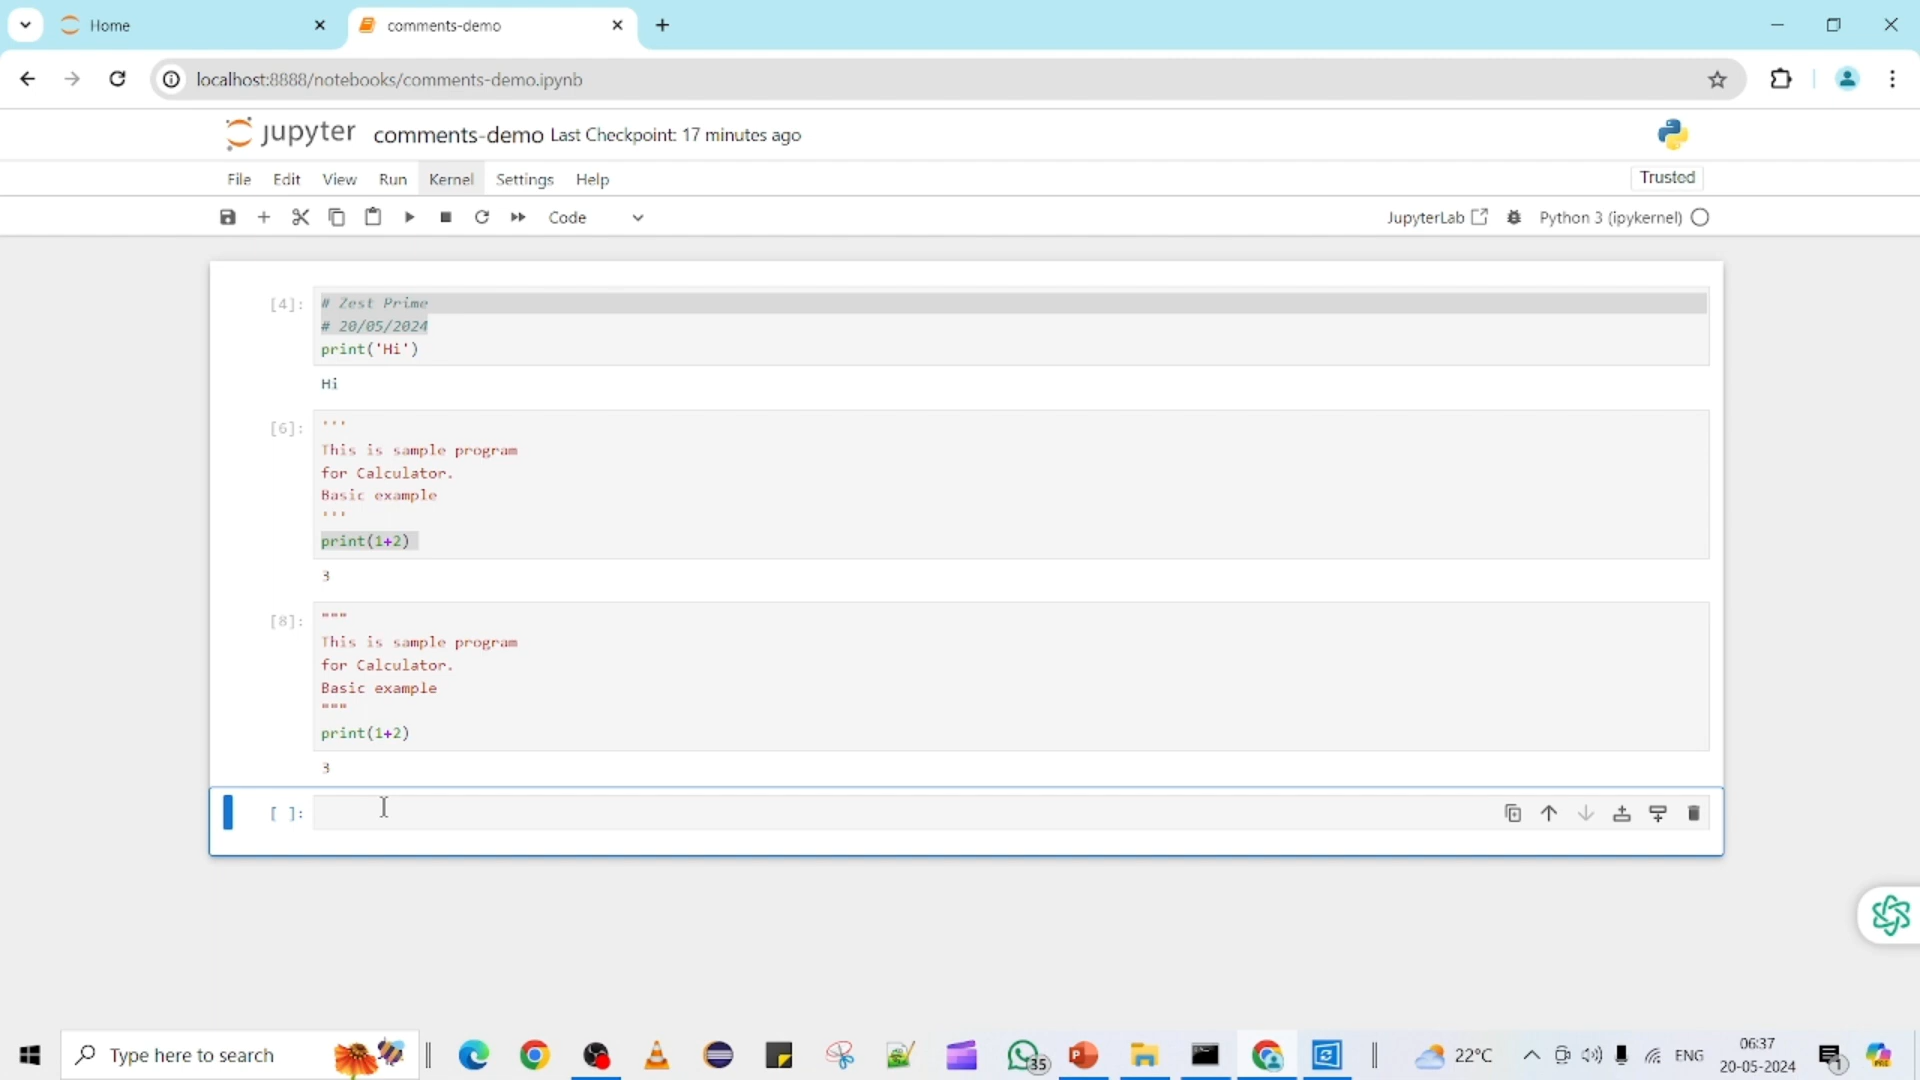 Home
comments-demo
localhost:8888/notebooks/comments-demo.ipynb
jupyter comments-demo Last Checkpoint: 17 minutes ago
File Edit View Run Kernel Settings Help
Trusted
Code
JupyterLab
Python 3 (ipykernel)
[4]: # Zest Prime
# 20/05/2024
print('Hi')
Hi
[6]: '''
This is sample program
for Calculator.
Basic example
'''
print(1+2)
3
[8]: """
This is sample program
for Calculator.
Basic example
"""
print(1+2)
3
[ ]:
Type here to search
35
22°C
ENG
06:37
20-05-2024
1